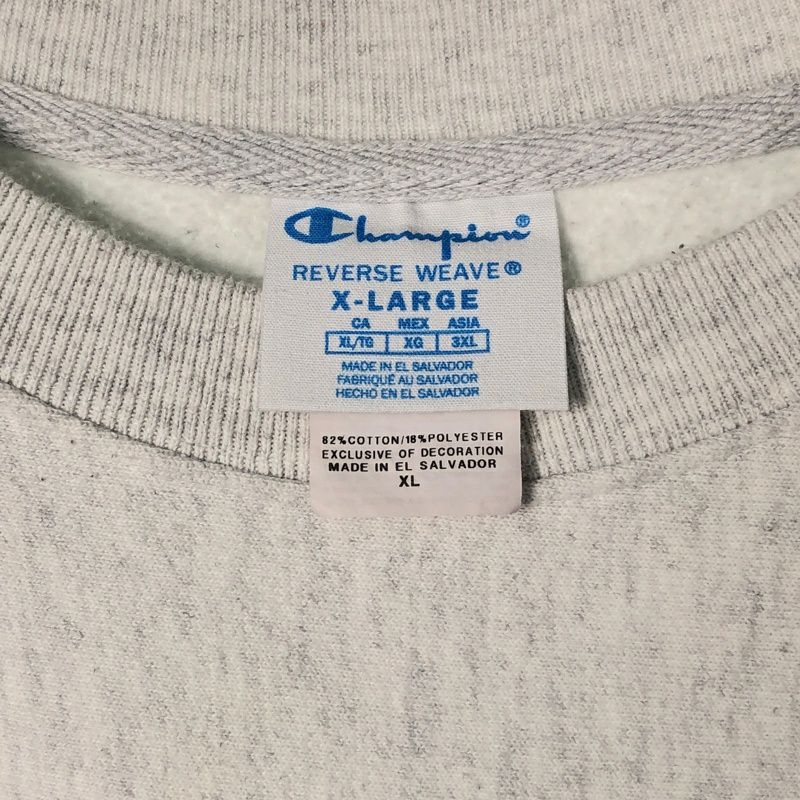 Champion®
REVERSE WEAVE®
X-LARGE
CA MEX ASIA
XL/TG XG 3XL
MADE IN EL SALVADOR
FABRIQUÉ AU SALVADOR
HECHO EN EL SALVADOR
82%COTTON/18%POLYESTER
EXCLUSIVE OF DECORATION
MADE IN EL SALVADOR
XL